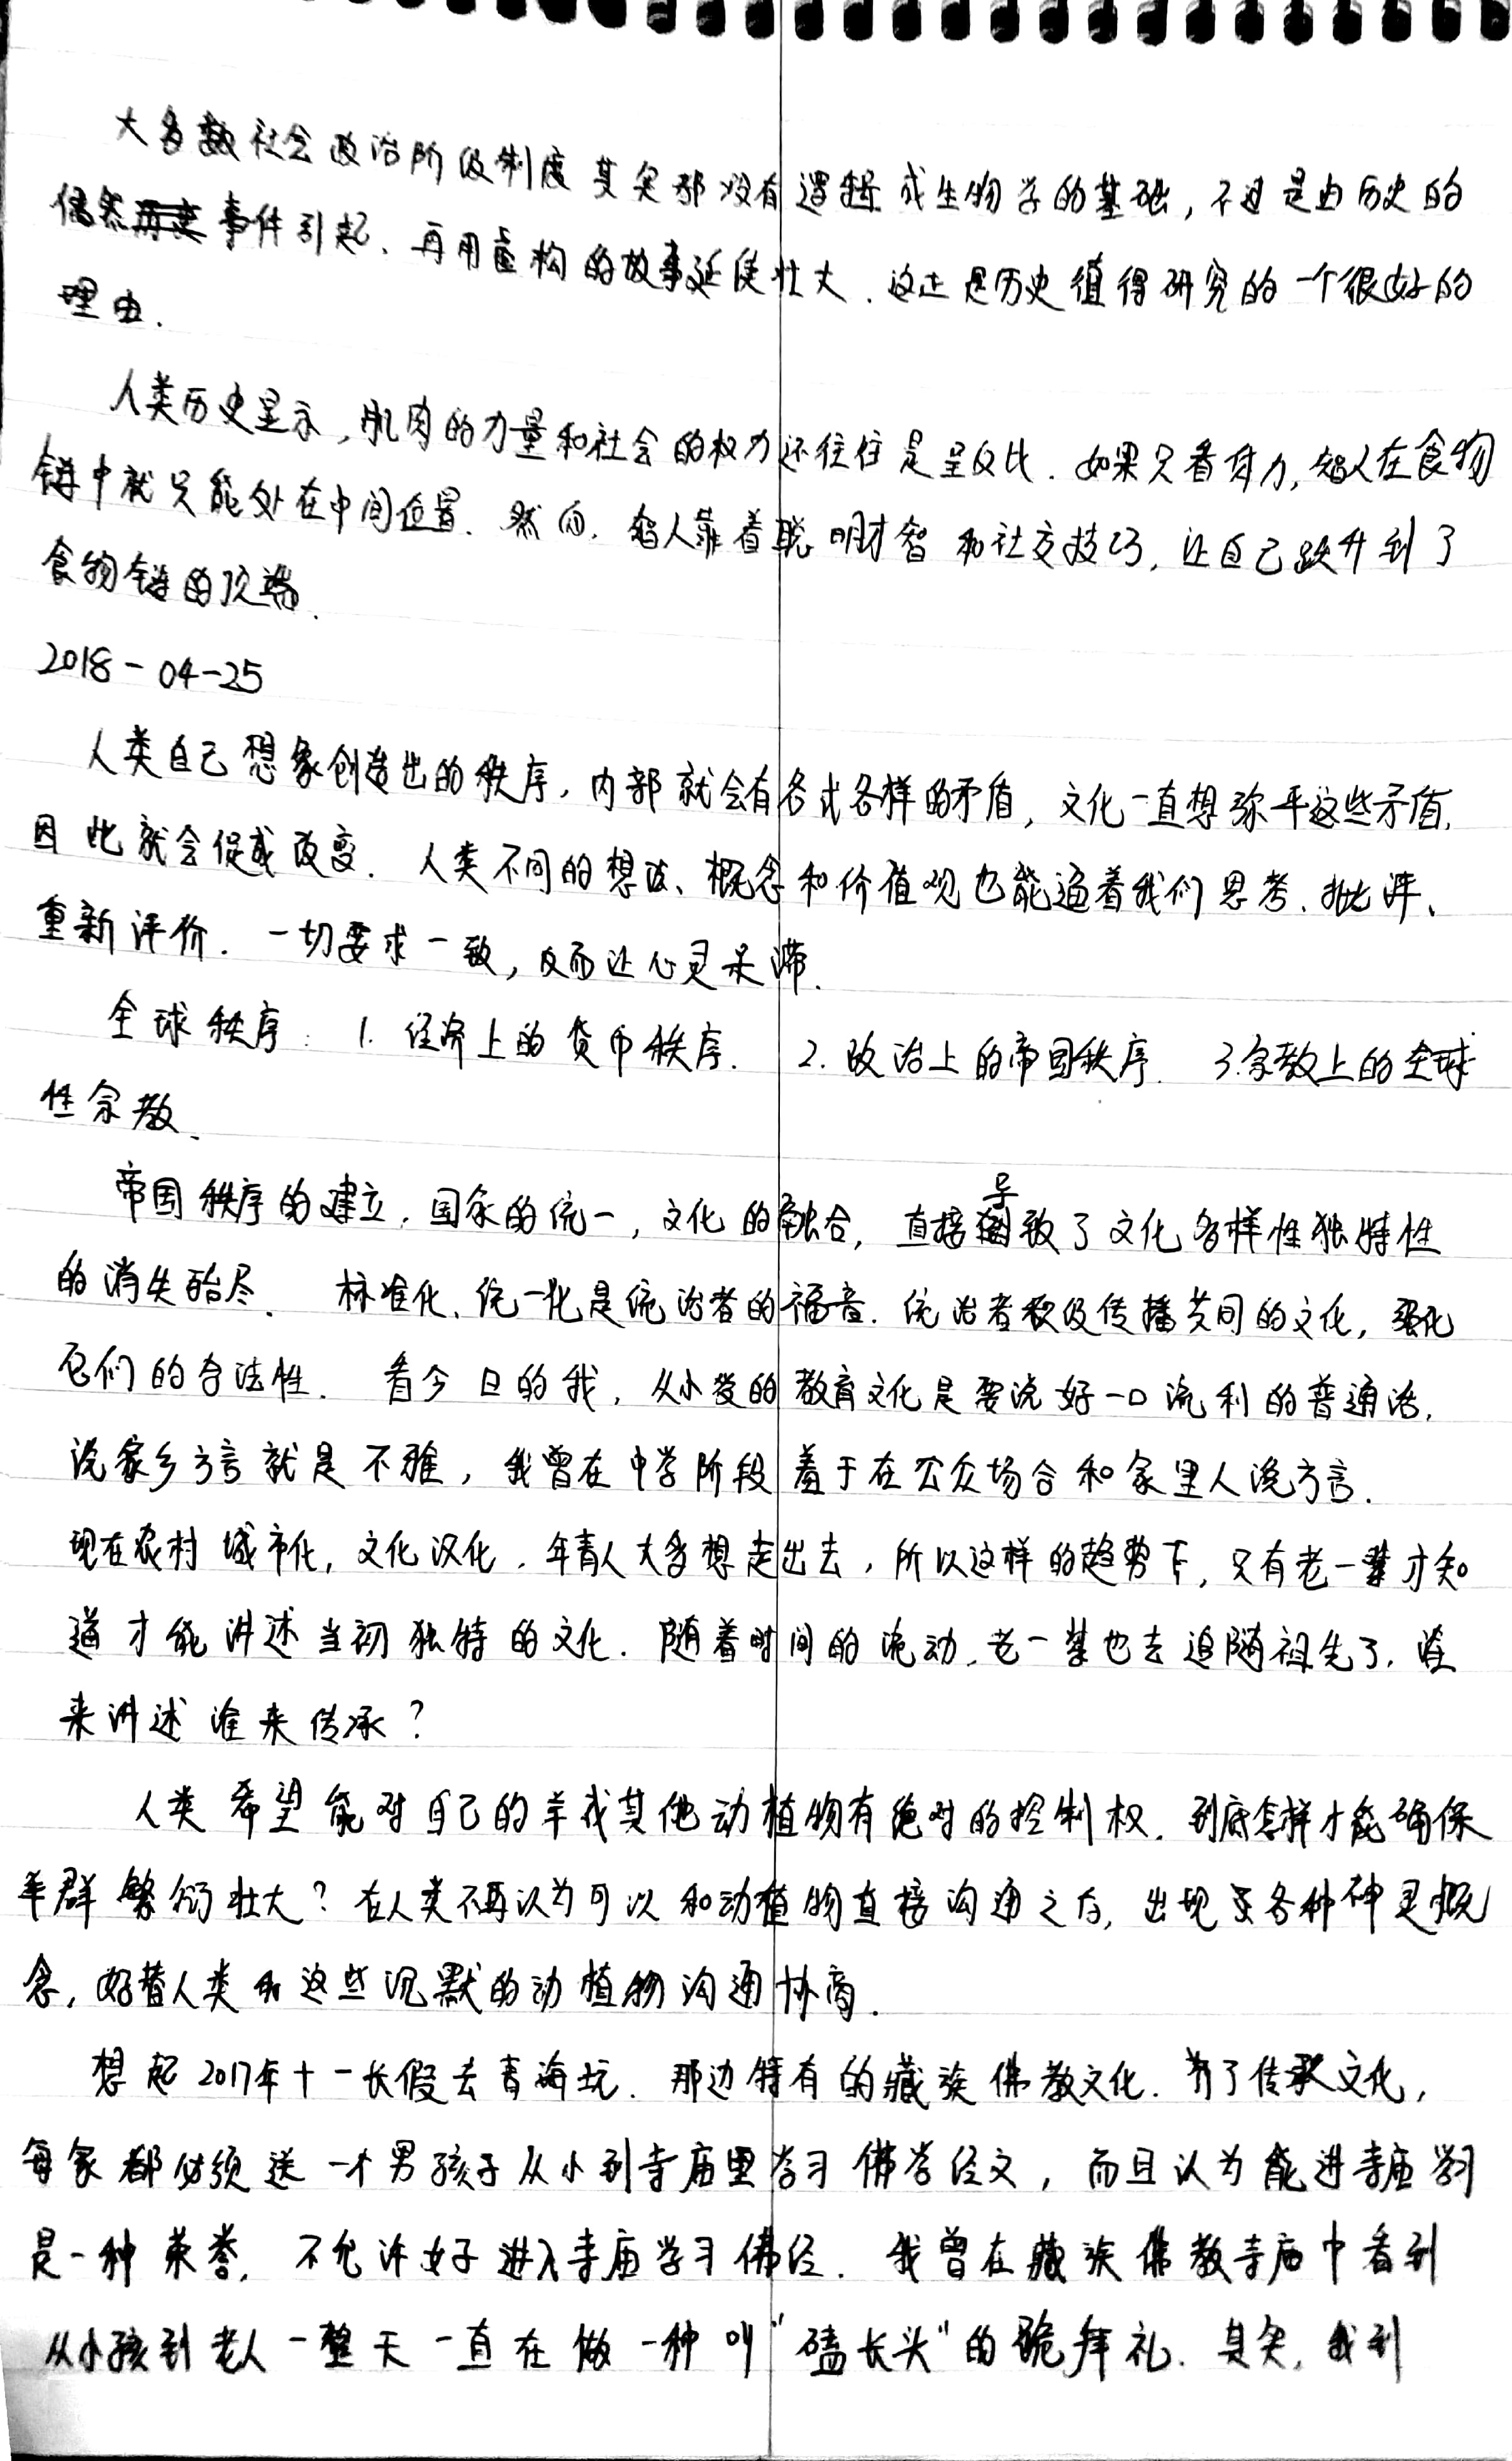 大多数社会政治阶级制度其实都没有逻辑或生物学的基础，不过是由历史的
偶然事件引起、再用虚构的故事延续壮大．这正是历史值得研究的一个很好的
理由．
人类历史显示，肌肉的力量和社会的权力还往往是呈反比．如果只看体力，智人在食物
链中就只能处在中间位置．然而，智人靠着聪明才智和社交技巧，让自己跃升到了
食物链的顶端．
2018-04-25
人类自己想象创造出的秩序，内部就会有各式各样的矛盾，文化一直想弥平这些矛盾，
因此就会促成改变．人类不同的想法、概念和价值观也能逼着我们思考、批评、
重新评价．一切要求一致，反而让心灵呆滞．
全球秩序：1. 经济上的货币秩序． 2. 政治上的帝国秩序． 3.宗教上的全球
性宗教．
帝国秩序的建立，国家的统一，文化的融合，直接导致了文化多样性独特性
的消失殆尽．标准化、统一化是统治者的福音．统治者积极传播共同的文化，强化
它们的合法性．看今日的我，从小受的教育文化是要说好一口流利的普通话，
说家乡方言就是不雅，我曾在中学阶段羞于在公众场合和家里人说方言．
现在农村城市化，文化汉化，年青人大多想走出去，所以这样的趋势下，只有老一辈才知
道才能讲述当初独特的文化．随着时间的流动，老一辈也去追随祖先了，谁
来讲述谁来传承？
人类希望能对自己的羊或其他动植物有绝对的控制权．到底怎样才能确保
羊群繁衍壮大？在人类不再认为可以和动植物直接沟通之后，出现了各种神灵概
念，好替人类和这些沉默的动植物沟通协商．
想起2017年十一长假去青海玩．那边特有的藏族佛教文化．为了传承文化，
每家都必须送一个男孩子从小到寺庙里学习佛学经文，而且认为能进寺庙学习
是一种荣誉，不允许女子进入寺庙学习佛经．我曾在藏族佛教寺庙中看到
从小孩到老人一整天一直在做一种叫“磕长头”的跪拜礼．其实，我到